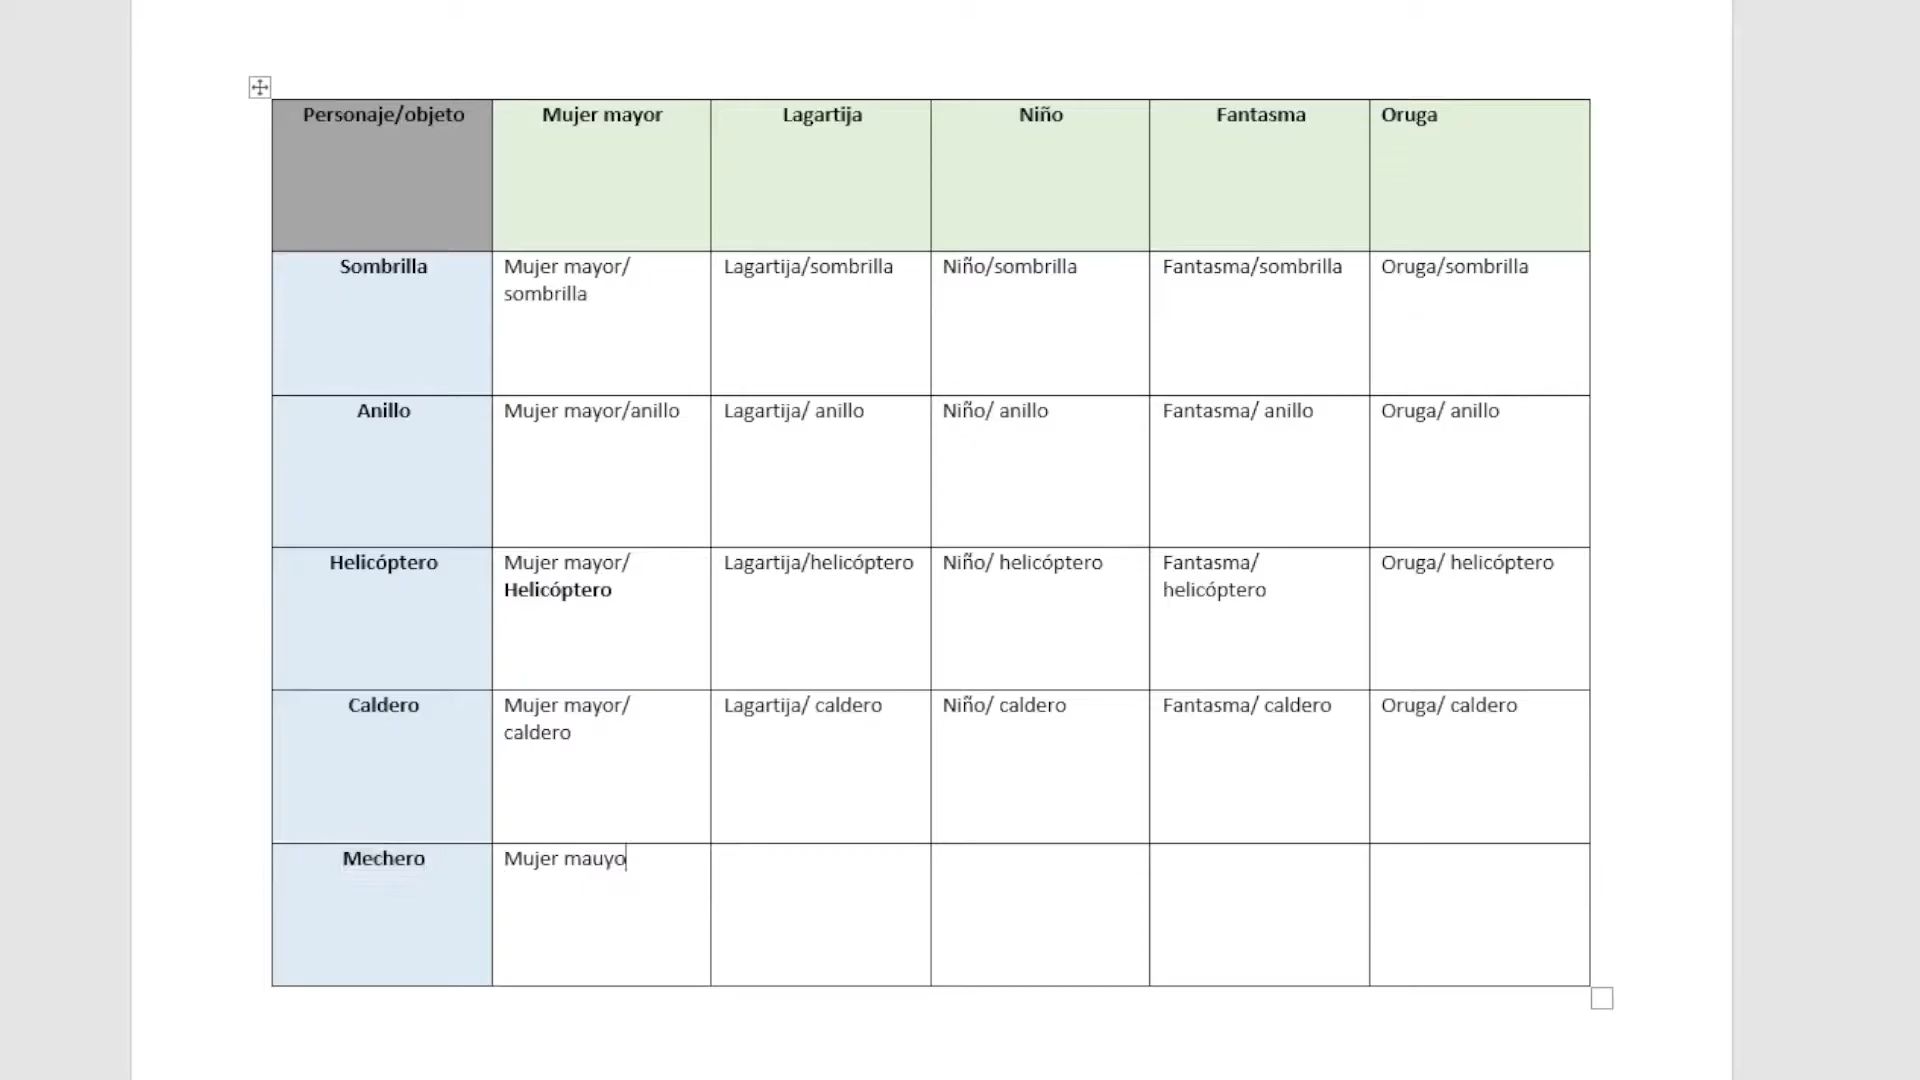 Personaje/objeto
Mujer mayor
Lagartija
Niño
Fantasma
Oruga
Sombrilla
Mujer mayor/
sombrilla
Lagartija/sombrilla
Niño/sombrilla
Fantasma/sombrilla
Oruga/sombrilla
Anillo
Mujer mayor/anillo
Lagartija/ anillo
Niño/ anillo
Fantasma/ anillo
Oruga/ anillo
Helicóptero
Mujer mayor/
Helicóptero
Lagartija/helicóptero
Niño/ helicóptero
Fantasma/
helicóptero
Oruga/ helicóptero
Caldero
Mujer mayor/
caldero
Lagartija/ caldero
Niño/ caldero
Fantasma/ caldero
Oruga/ caldero
Mechero
Mujer mauyo